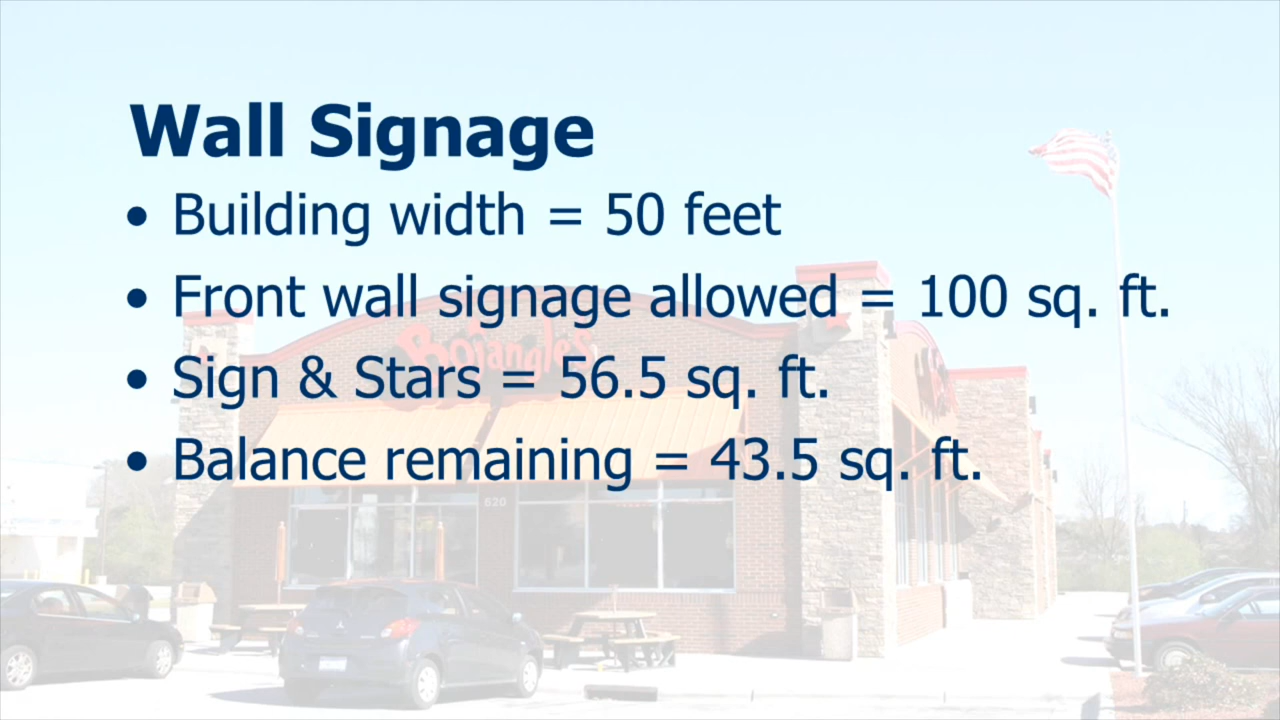 Wall Signage
• Building width = 50 feet
• Front wall signage allowed = 100 sq. ft.
• Sign & Stars = 56.5 sq. ft.
• Balance remaining = 43.5 sq. ft.
Bojangles
820